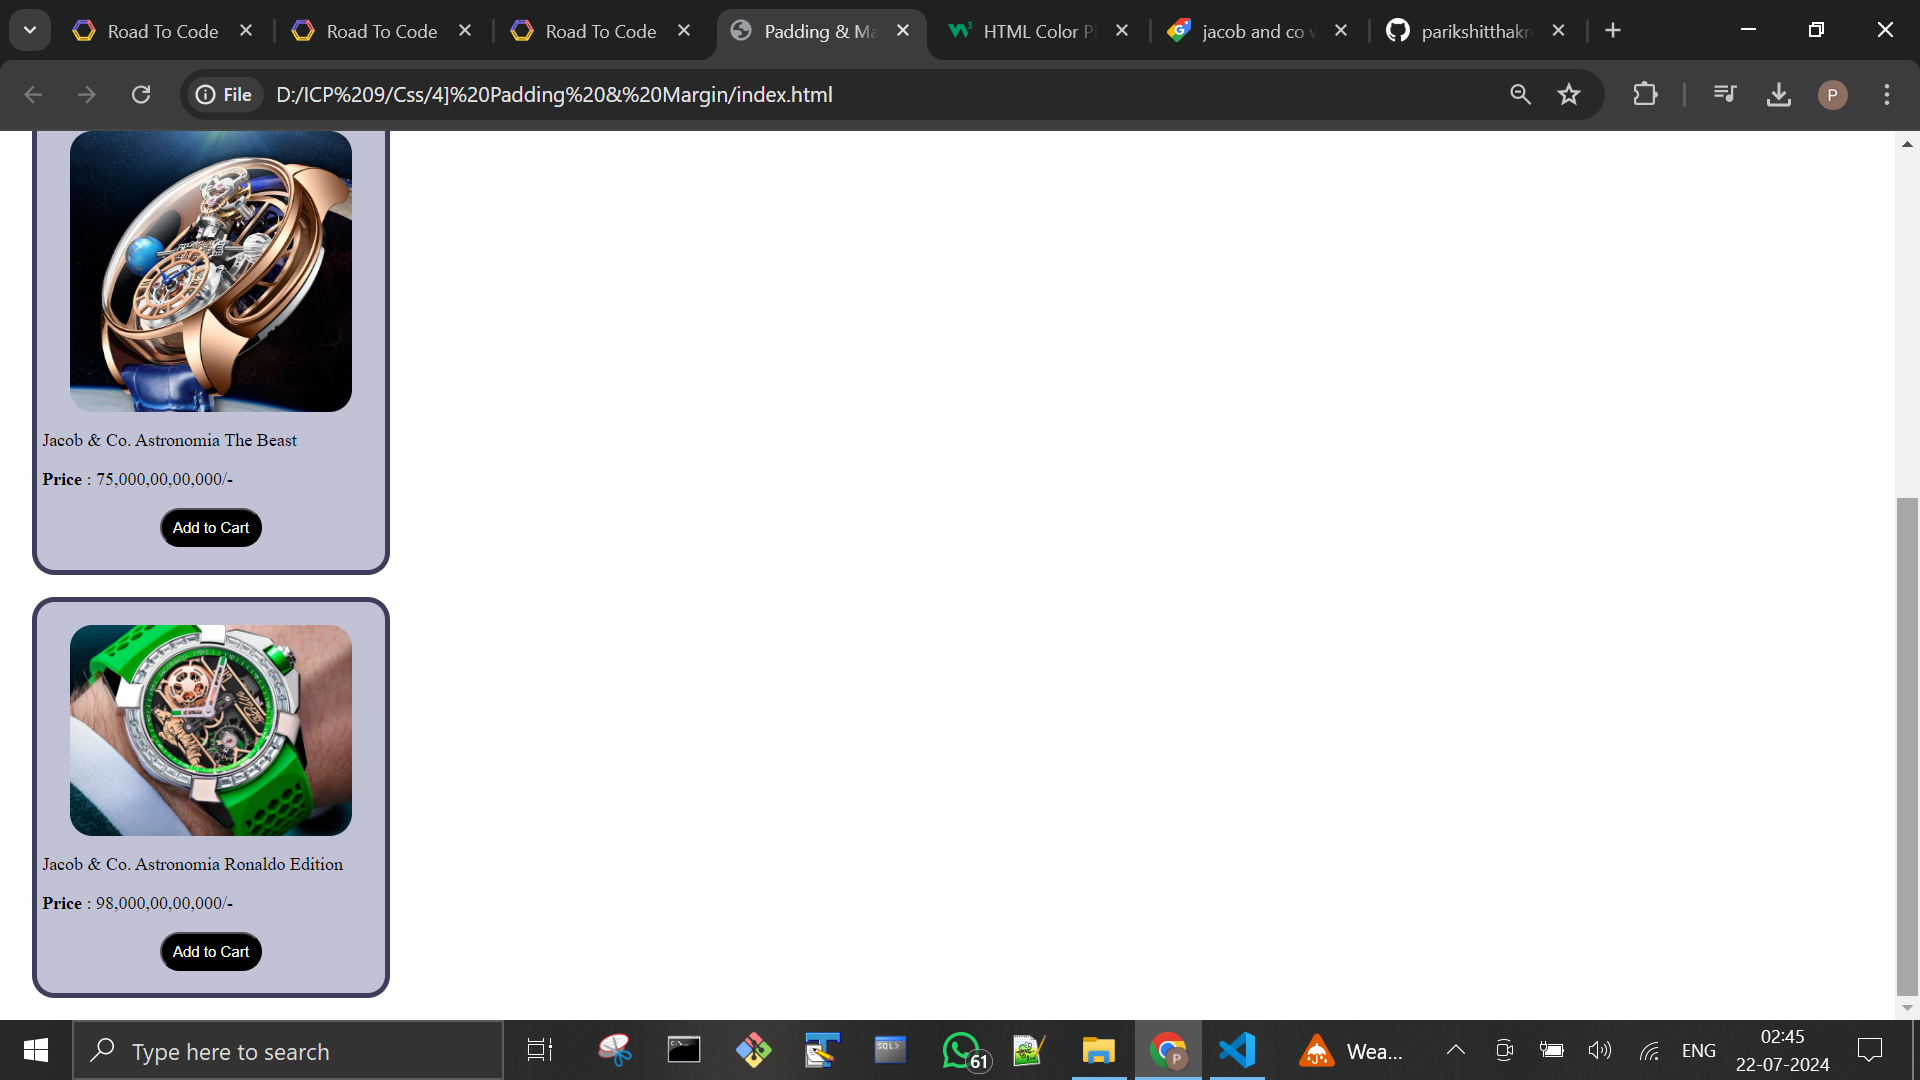 Road To Code
Road To Code
Road To Code
Padding & Ma
HTML Color Pi
jacob and co w
parikshitthakr
File
D:/ICP%209/Css/4]%20Padding%20&%20Margin/index.html
P
Jacob & Co. Astronomia The Beast
Price : 75,000,00,00,000/-
Add to Cart
Jacob & Co. Astronomia Ronaldo Edition
Price : 98,000,00,00,000/-
Add to Cart
Type here to search
SQL>
61
P
Wea...
ENG
02:45
22-07-2024